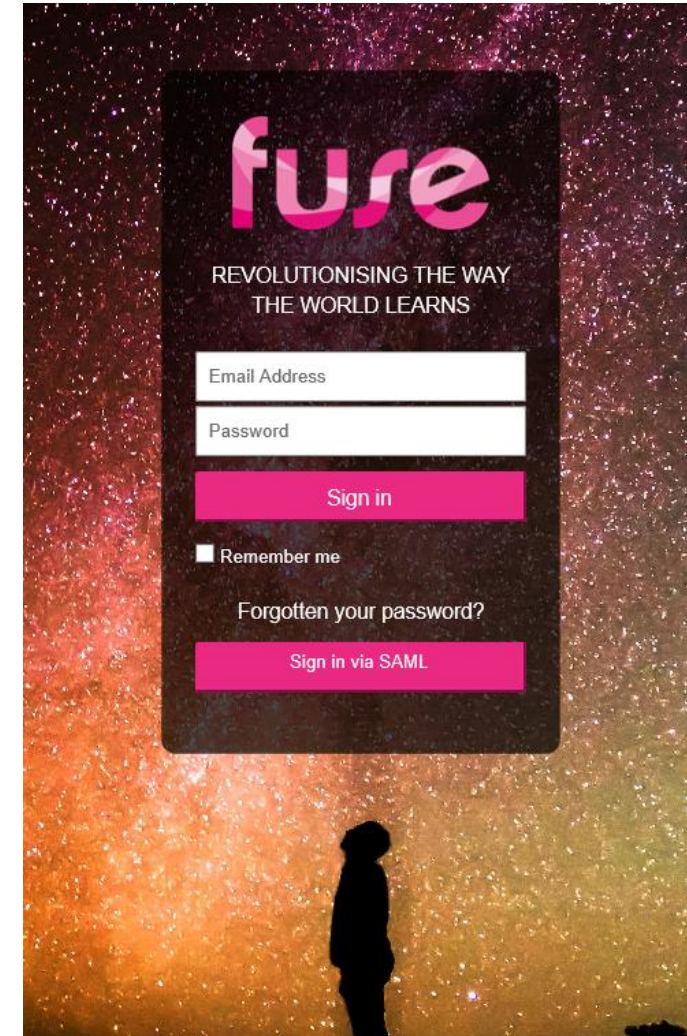 fuse
REVOLUTIONISING THE WAY
THE WORLD LEARNS
Email Address
Password
Sign in
Remember me
Forgotten your password?
Sign in via SAML